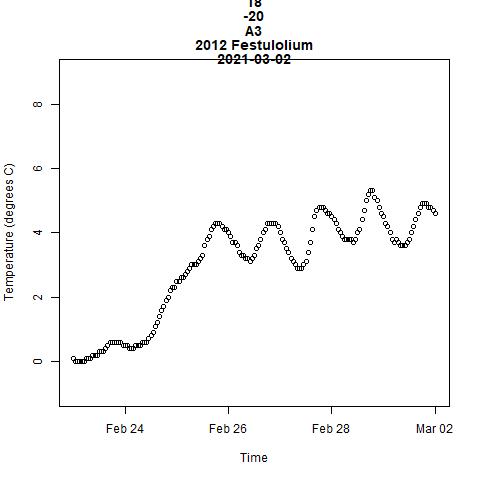 18
-20
A3
2012 Festulolium
2021-03-02
8
6
4
2
0
Temperature (degrees C)
Feb 24
Feb 26
Feb 28
Mar 02
Time